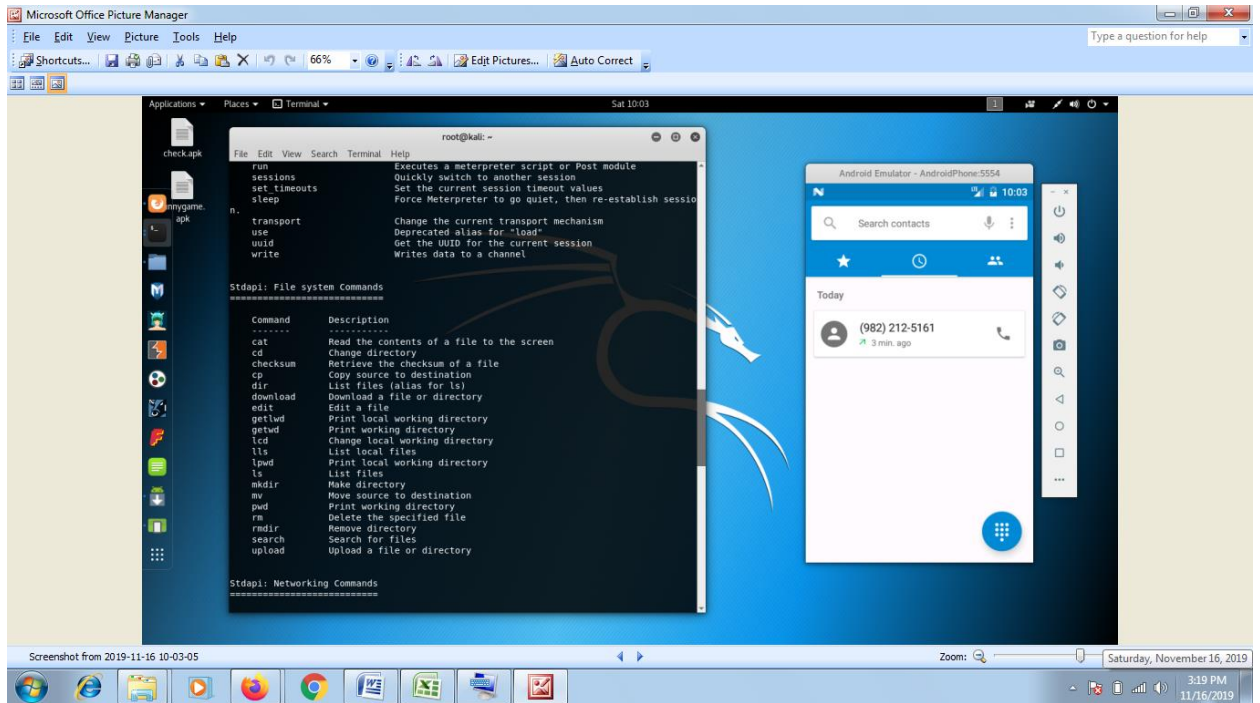 Microsoft Office Picture Manager
File Edit View Picture Tools Help
Type a question for help
Shortcuts... 66% Edit Pictures... Auto Correct
Applications Places Terminal Sat 10:03 1
check.apk
nnygame.
apk
root@kali: ~
File Edit View Search Terminal Help
run Executes a meterpreter script or Post module
sessions Quickly switch to another session
set_timeouts Set the current session timeout values
sleep Force Meterpreter to go quiet, then re-establish sessio
n.
transport Change the current transport mechanism
use Deprecated alias for "load"
uuid Get the UUID for the current session
write Writes data to a channel
Stdapi: File system Commands
============================
Command Description
------- -----------
cat Read the contents of a file to the screen
cd Change directory
checksum Retrieve the checksum of a file
cp Copy source to destination
dir List files (alias for ls)
download Download a file or directory
edit Edit a file
getlwd Print local working directory
getwd Print working directory
lcd Change local working directory
lls List local files
lpwd Print local working directory
ls List files
mkdir Make directory
mv Move source to destination
pwd Print working directory
rm Delete the specified file
rmdir Remove directory
search Search for files
upload Upload a file or directory
Stdapi: Networking Commands
===========================
Android Emulator - AndroidPhone:5554
10:03
Search contacts
Today
(982) 212-5161
3 min. ago
Screenshot from 2019-11-16 10-03-05
Zoom:
Saturday, November 16, 2019
3:19 PM
11/16/2019